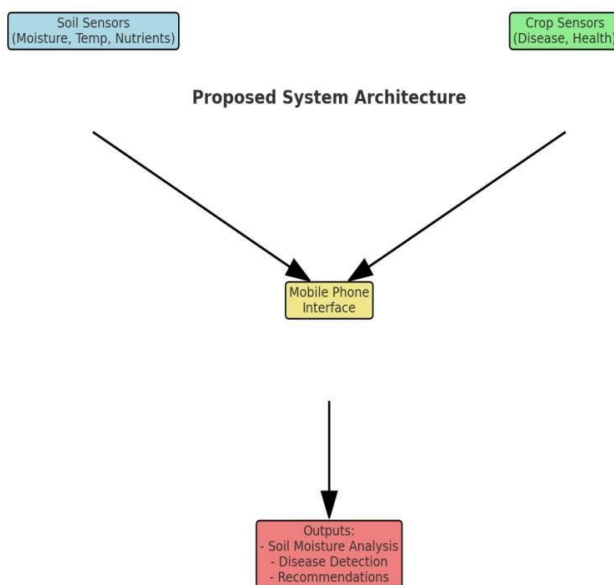 Soil Sensors
(Moisture, Temp, Nutrients)
Crop Sensors
(Disease, Health)
Proposed System Architecture
Mobile Phone
Interface
Outputs:
- Soil Moisture Analysis
- Disease Detection
- Recommendations